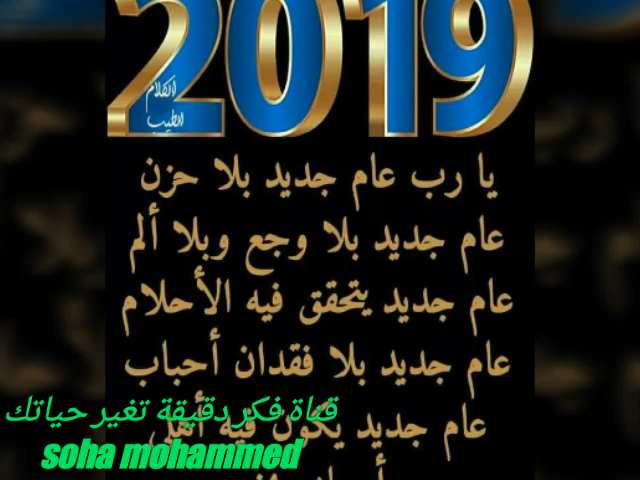 2019
الكلام
الطيب
يا رب عام جديد بلا حزن
عام جديد بلا وجع وبلا ألم
عام جديد يتحقق فيه الأحلام
عام جديد بلا فقدان أحباب
قناة فكر دقيقة تغير حياتك
عام جديد يكون فيه أهلى
soha mohammed